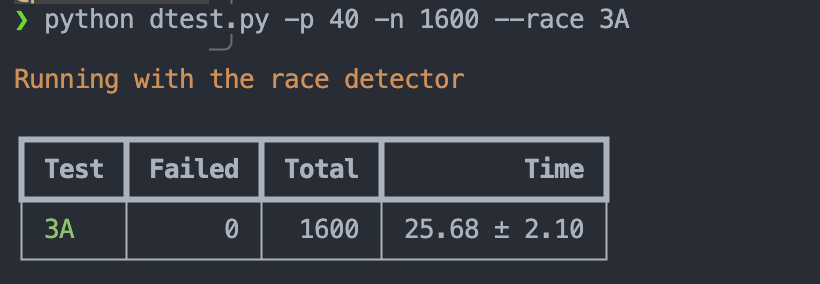 ❯ python dtest.py -p 40 -n 1600 --race 3A
Running with the race detector
Test Failed Total Time
3A 0 1600 25.68 ± 2.10